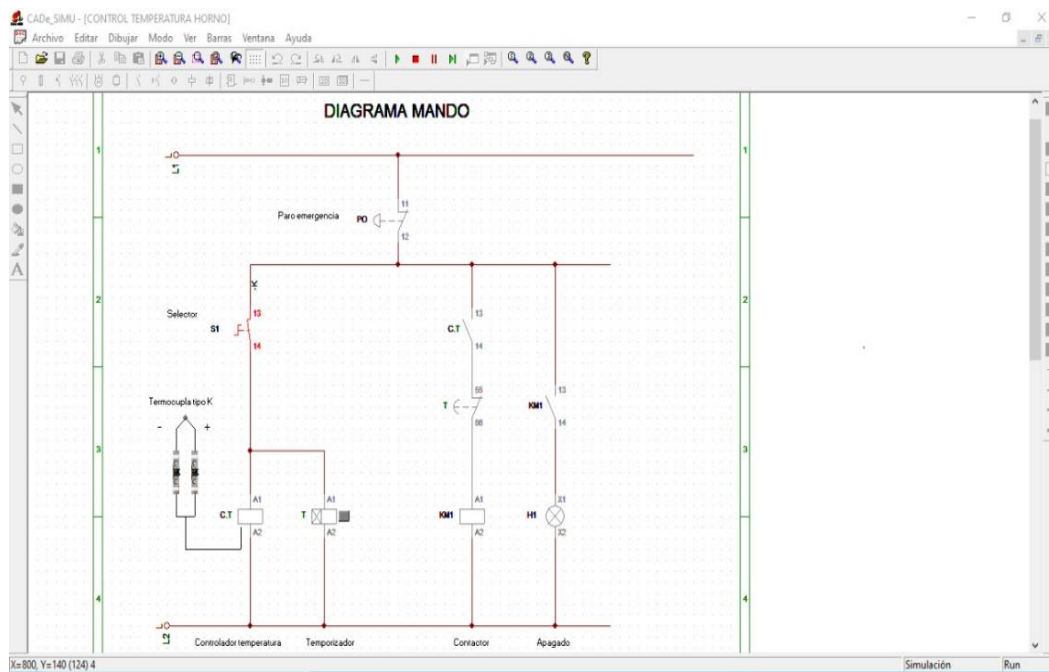 CADe_SIMU - [CONTROL TEMPERATURA HORNO]
Archivo Editar Dibujar Modo Ver Barras Ventana Ayuda
DIAGRAMA MANDO
1
1
L1
11
Paro emergencia
P0
12
-K
2
2
Selector
13
S1
14
13
C.T
14
Termocupla tipo K
- +
55
T
13
KM1
14
3
3
A1
C.T
A2
A1
T
A2
A1
KM1
A2
X1
H1
X2
4
4
L2
Controlador temperatura Temporizador Contactor Apagado
X=800, Y=140 (124) 4 Simulación Run